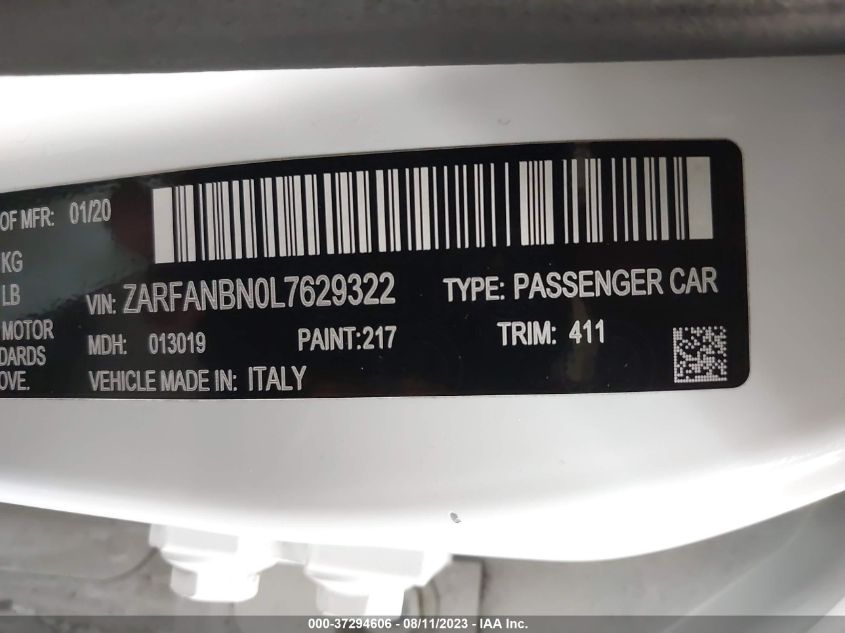 OF MFR: 01/20
KG
LB
VIN: ZARFANBN0L7629322 TYPE: PASSENGER CAR
MOTOR
MDH: 013019 PAINT:217 TRIM: 411
DARDS
OVE.
VEHICLE MADE IN: ITALY
000-37294606 - 08/11/2023 - IAA Inc.